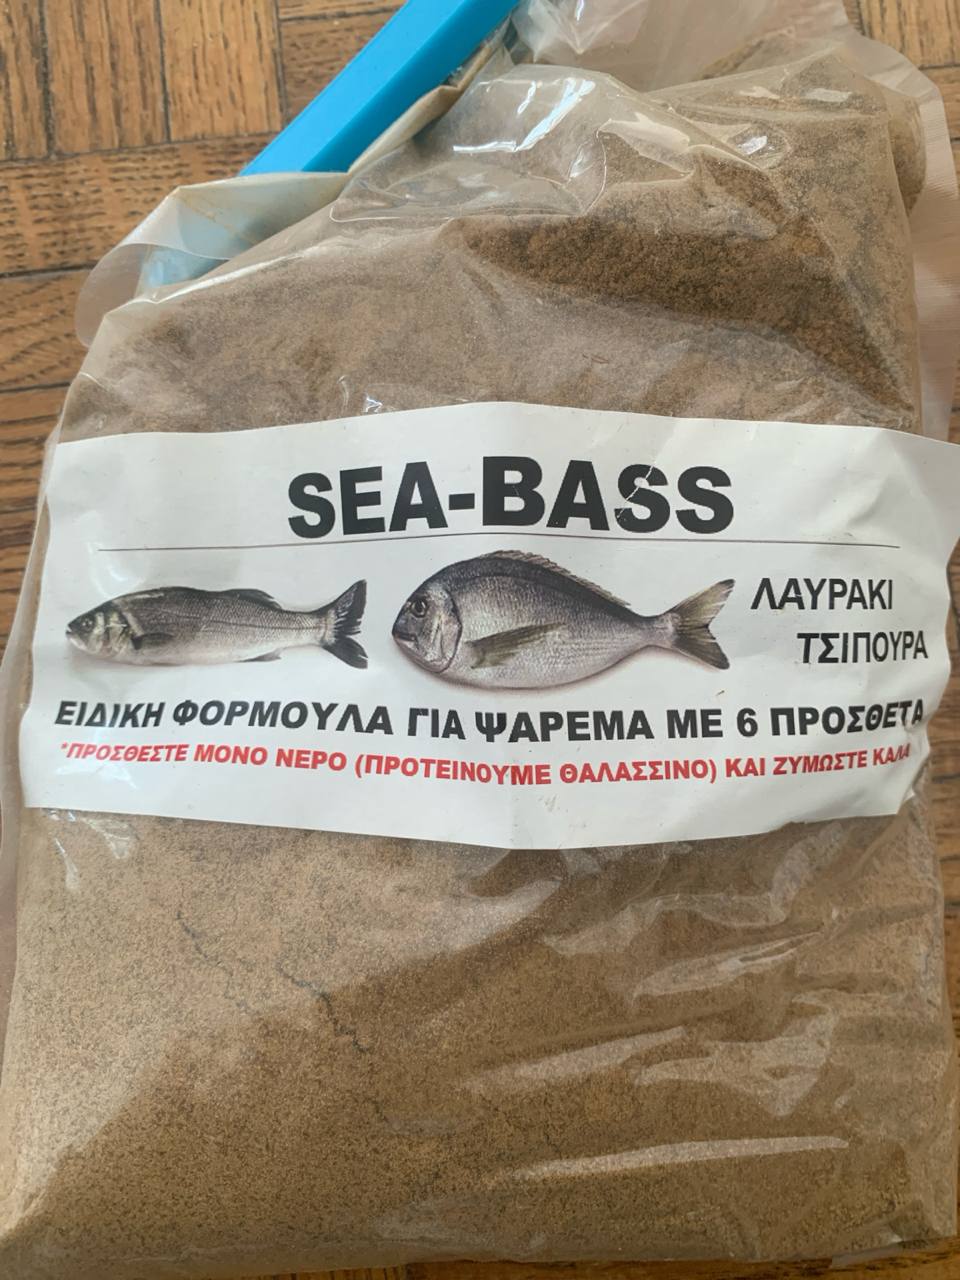 SEA-BASS
ΛΑΥΡΑΚΙ
ΤΣΙΠΟΥΡΑ
ΕΙΔΙΚΗ ΦΟΡΜΟΥΛΑ ΓΙΑ ΨΑΡΕΜΑ ΜΕ 6 ΠΡΟΣΘΕΤΑ
*ΠΡΟΣΘΕΣΤΕ ΜΟΝΟ ΝΕΡΟ (ΠΡΟΤΕΙΝΟΥΜΕ ΘΑΛΑΣΣΙΝΟ) ΚΑΙ ΖΥΜΩΣΤΕ ΚΑΛΑ